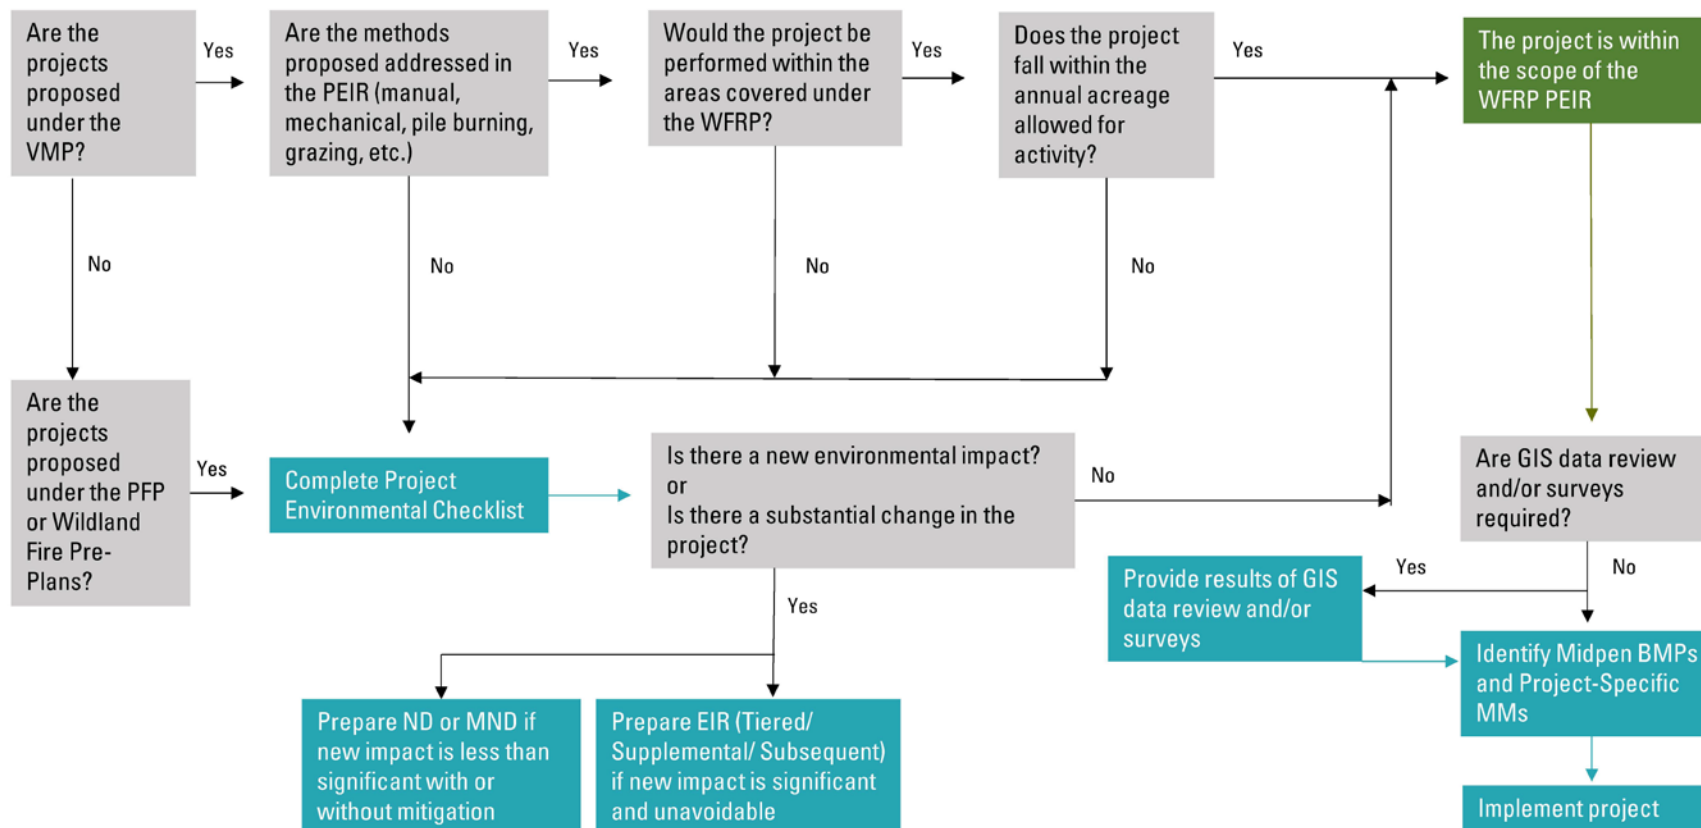 Are the
projects
proposed
under the
VMP?
Yes
Are the methods
proposed addressed in
the PEIR (manual,
mechanical, pile burning,
grazing, etc.)
Yes
Would the project be
performed within the
areas covered under
the WFRP?
Yes
Does the project
fall within the
annual acreage
allowed for
activity?
Yes
The project is within
the scope of the
WFRP PEIR
No
No
No
No
Are the
projects
proposed
under the PFP
or Wildland
Fire Pre-
Plans?
Yes
Complete Project
Environmental Checklist
Is there a new environmental impact?
or
Is there a substantial change in the
project?
No
Are GIS data review
and/or surveys
required?
Yes
No
Provide results of GIS
data review and/or
surveys
Yes
Identify Midpen BMPs
and Project-Specific
MMs
Prepare ND or MND if
new impact is less than
significant with or
without mitigation
Prepare EIR (Tiered/
Supplemental/ Subsequent)
if new impact is significant
and unavoidable
Implement project